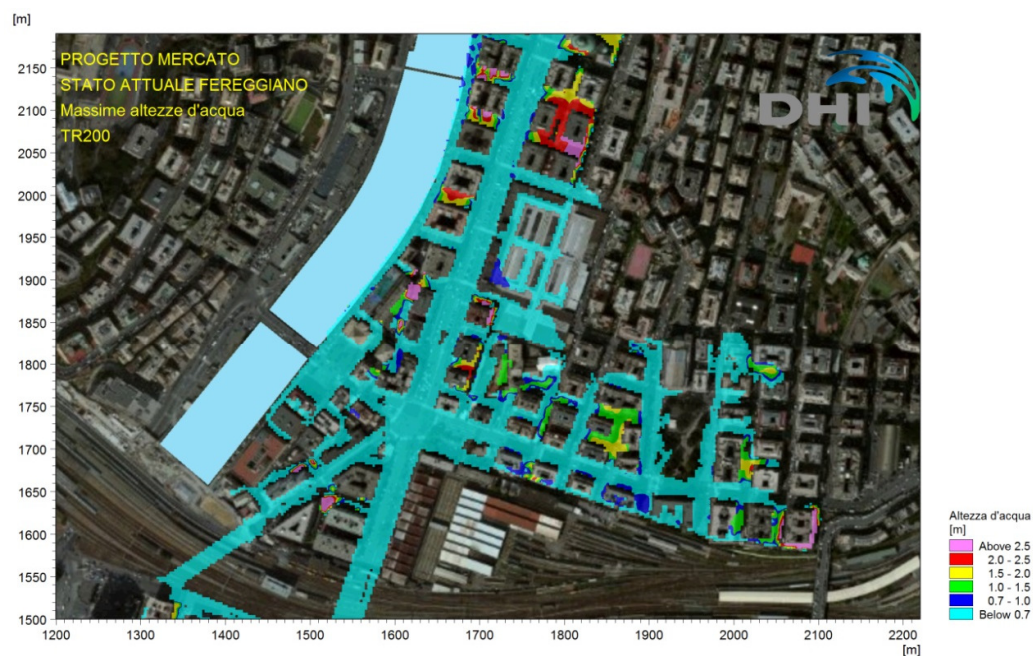 [m]
PROGETTO MERCATO
STATO ATTUALE FEREGGIANO
Massime altezze d'acqua
TR200
DHI
2150
2100
2050
2000
1950
1900
1850
1800
1750
1700
1650
1600
1550
1500
1200 1300 1400 1500 1600 1700 1800 1900 2000 2100 2200
[m]
Altezza d'acqua
[m]
Above 2.5
2.0 - 2.5
1.5 - 2.0
1.0 - 1.5
0.7 - 1.0
Below 0.7